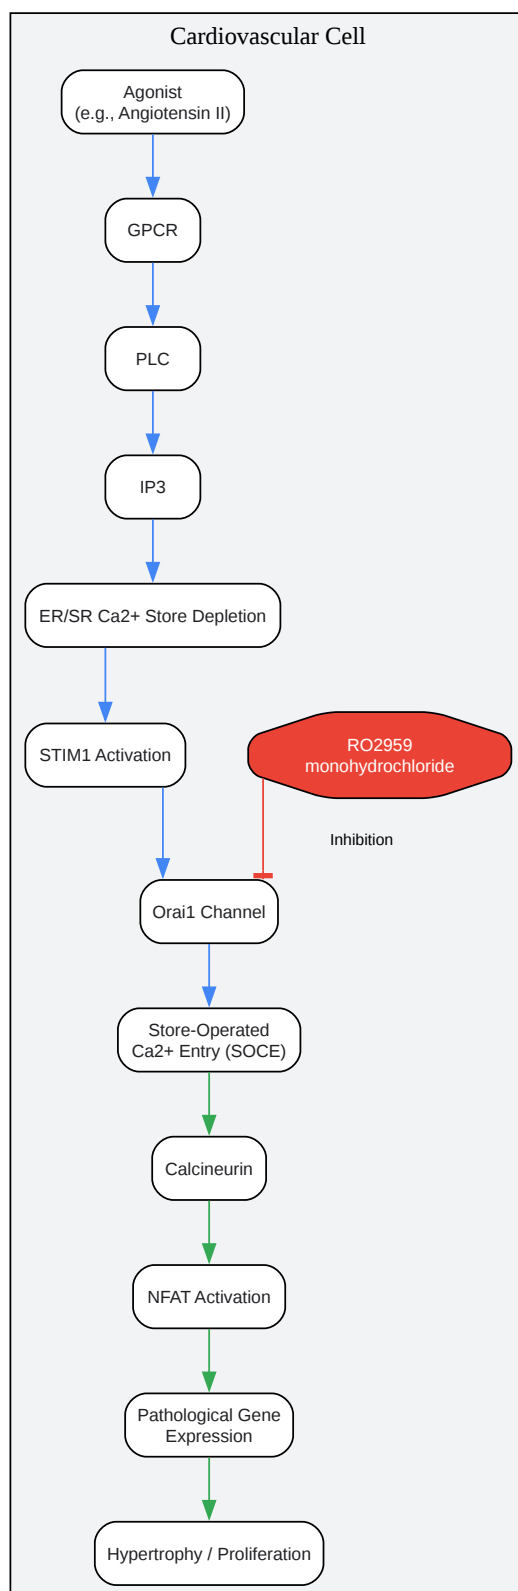 Cardiovascular Cell
Agonist
(e.g., Angiotensin II)
GPCR
PLC
IP3
ER/SR Ca2+ Store Depletion
STIM1 Activation
RO2959
monohydrochloride
Inhibition
Orai1 Channel
Store-Operated
Ca2+ Entry (SOCE)
Calcineurin
NFAT Activation
Pathological Gene
Expression
Hypertrophy / Proliferation